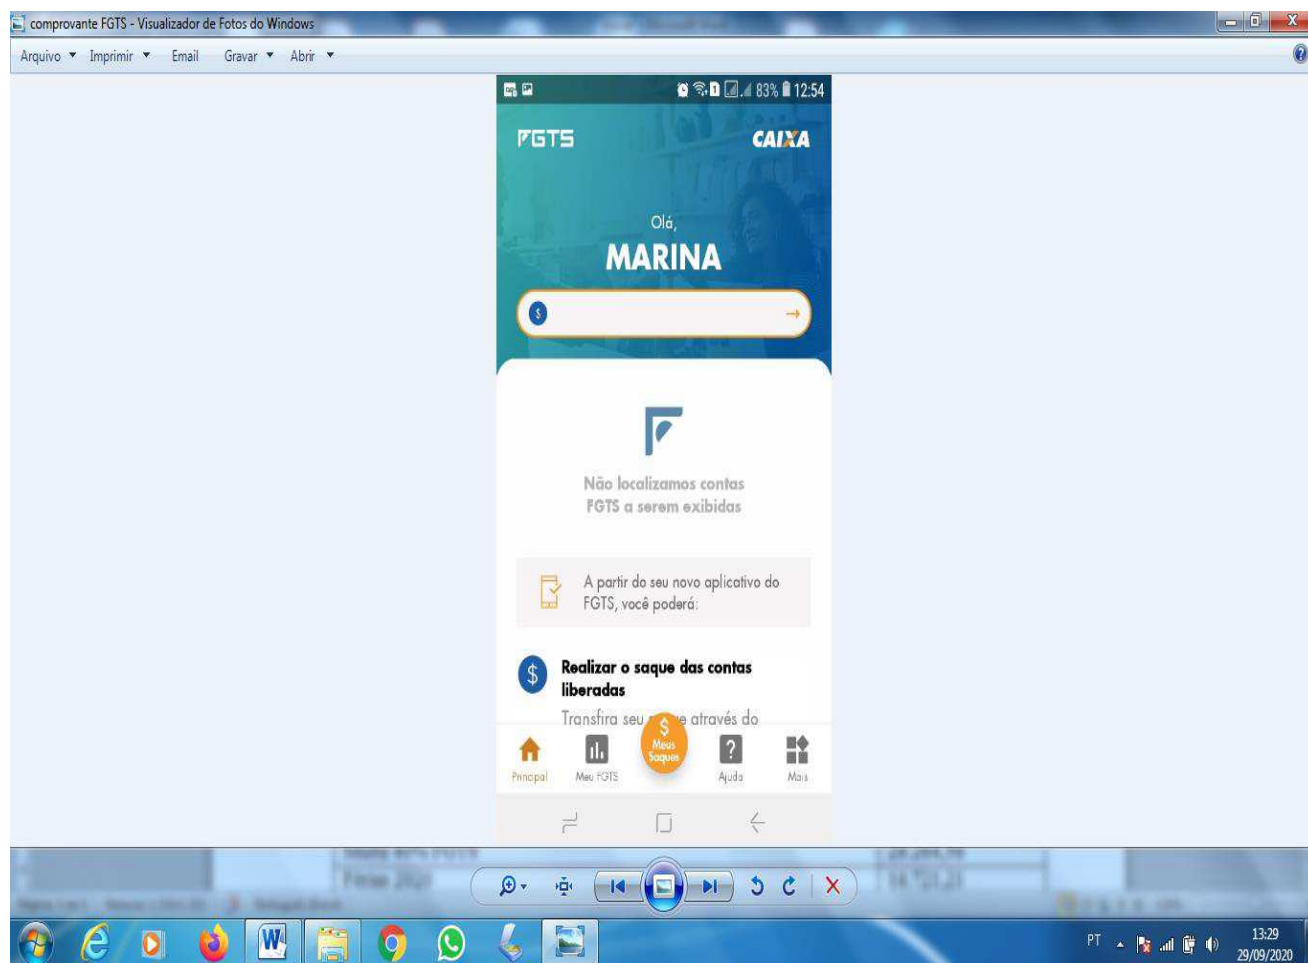 comprovante FGTS - Visualizador de Fotos do Windows
Arquivo Imprimir Email Gravar Abrir
83% 12:54
FGTS CAIXA
Olá,
MARINA
Não localizamos contas
FGTS a serem exibidas
A partir do seu novo aplicativo do
FGTS, você poderá:
$ Realizar o saque das contas
liberadas
Transfira seu através do
$
Meus
Saques
Principal Meu FGTS Ajuda Mais
Férias 2020
PT 13:29
29/09/2020